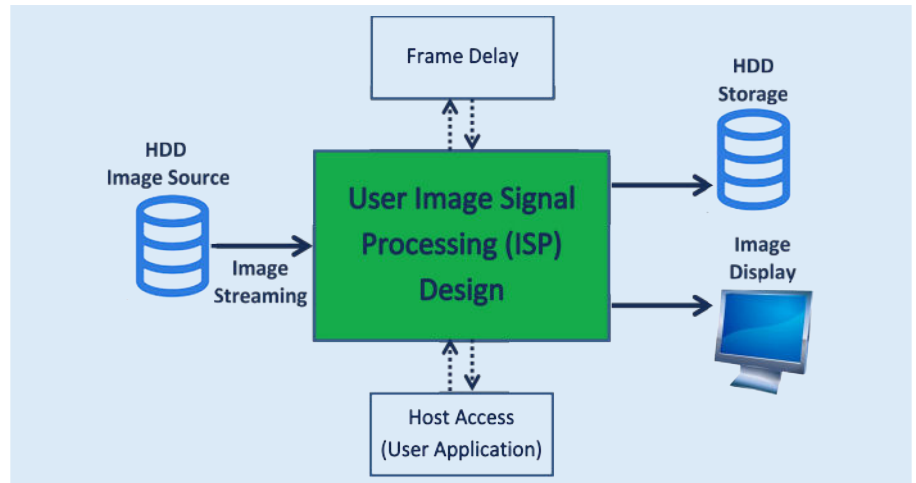 Frame Delay
HDD
Storage
HDD
Image Source
User Image Signal
Processing (ISP)
Design
Image
Streaming
Image
Display
Host Access
(User Application)